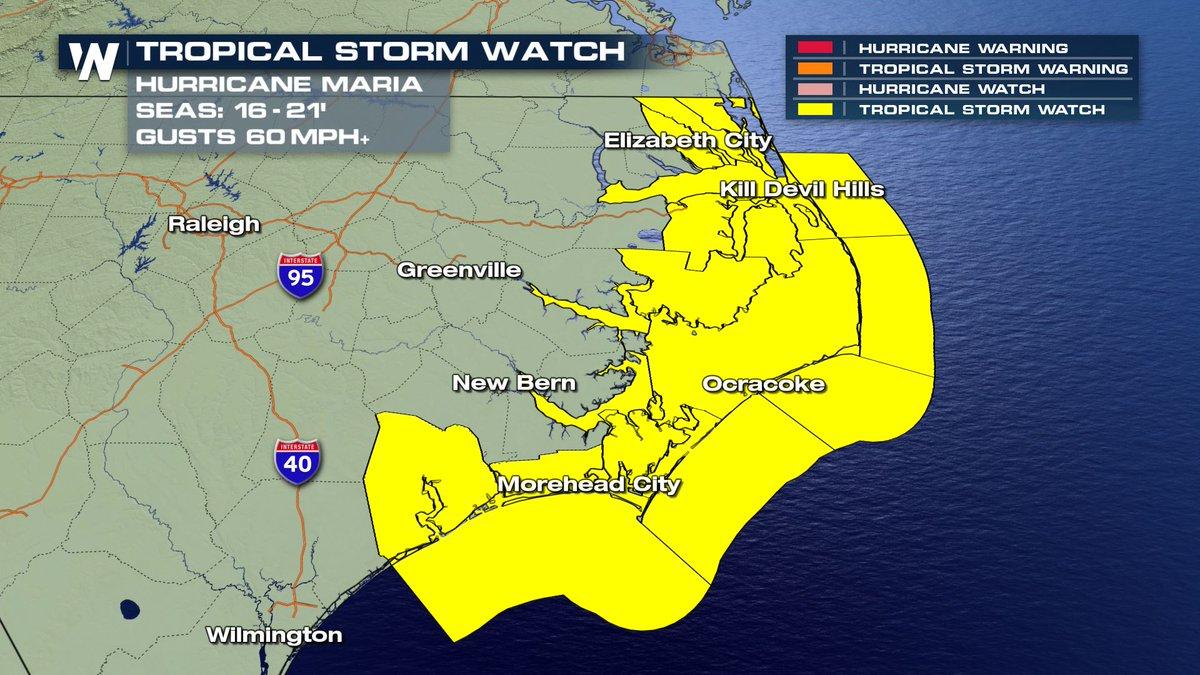 W TROPICAL STORM WATCH
HURRICANE MARIA
SEAS: 16 - 21'
GUSTS 60 MPH+
HURRICANE WARNING
TROPICAL STORM WARNING
HURRICANE WATCH
TROPICAL STORM WATCH
Elizabeth City
Kill Devil Hills
Raleigh
Greenville
INTERSTATE
95
New Bern
Ocracoke
INTERSTATE
40
Morehead City
Wilmington